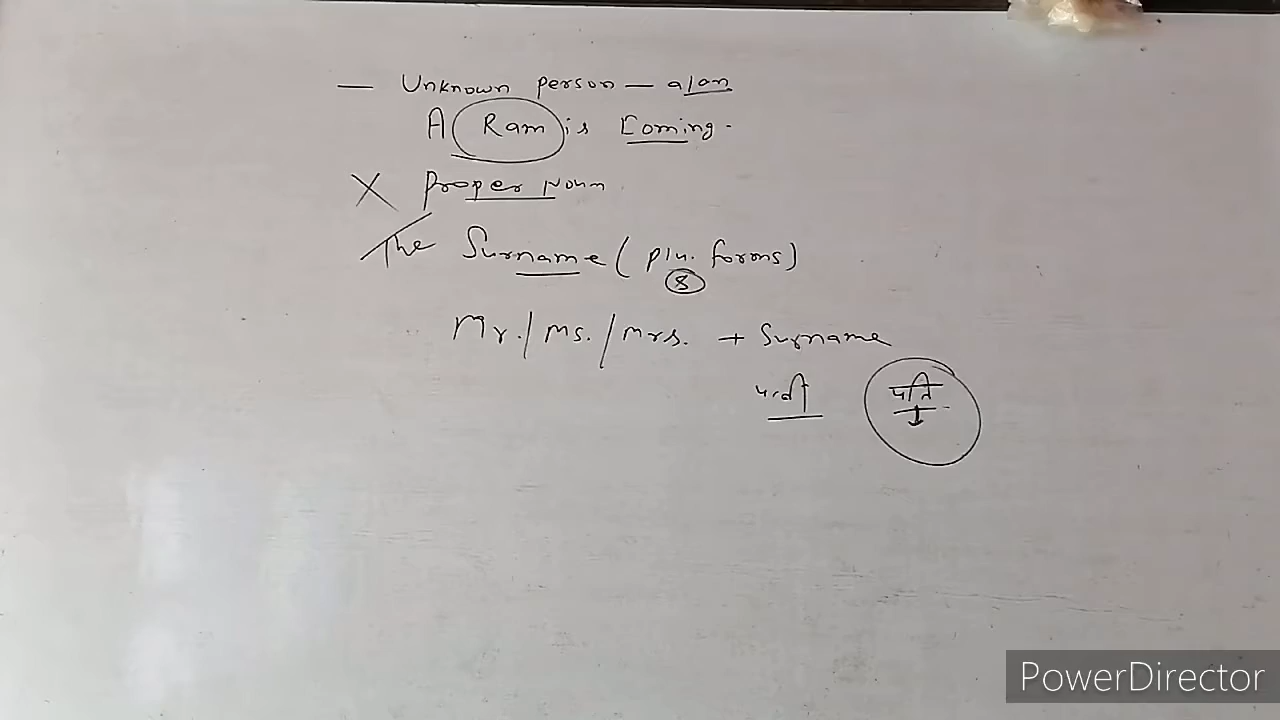 — Unknown person — a/an
A Ram is Coming.
X Proper Noun
The Surname (plu. forms)
s
Mr. / Ms. / Mrs. + Surname
पत्नी पति
PowerDirector